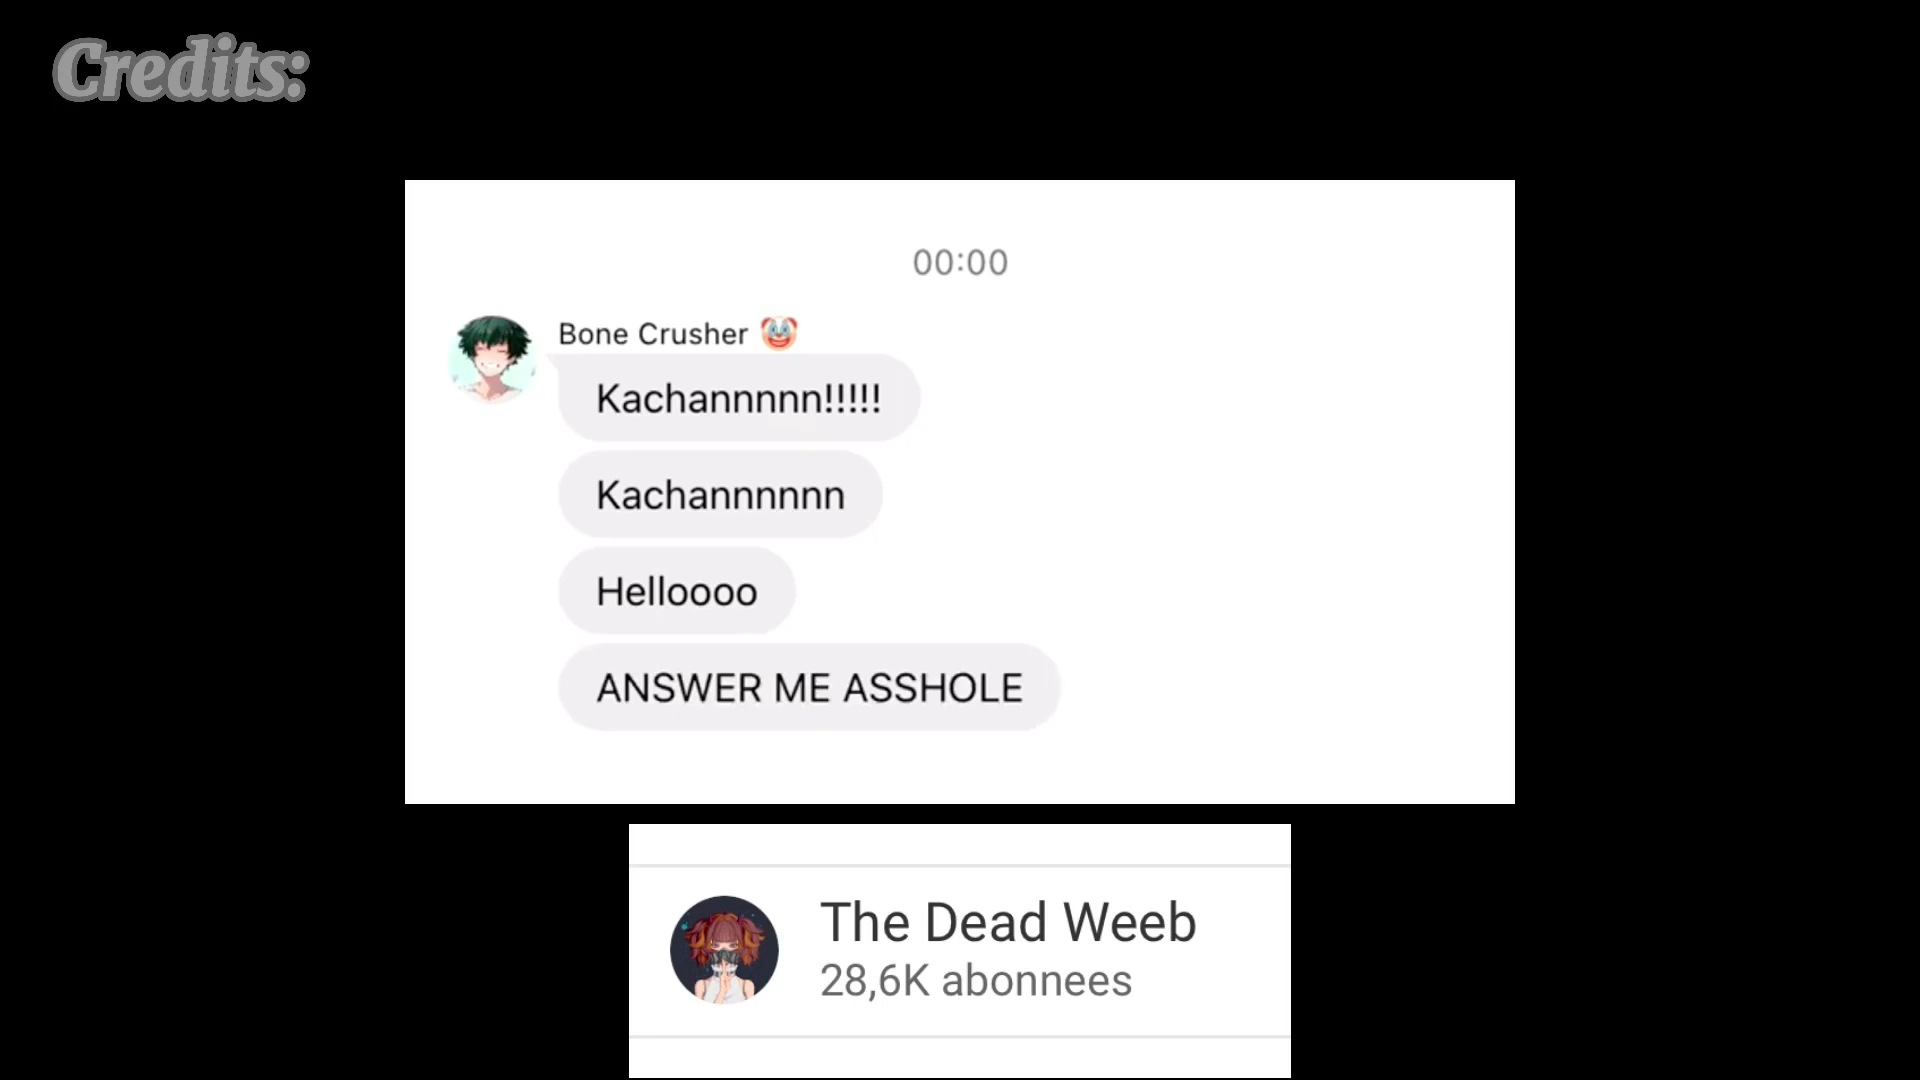 Credits:
00:00
Bone Crusher 🤡
Kachannnnn!!!!!
Kachannnnnn
Helloooo
ANSWER ME ASSHOLE
The Dead Weeb
28,6K abonnees